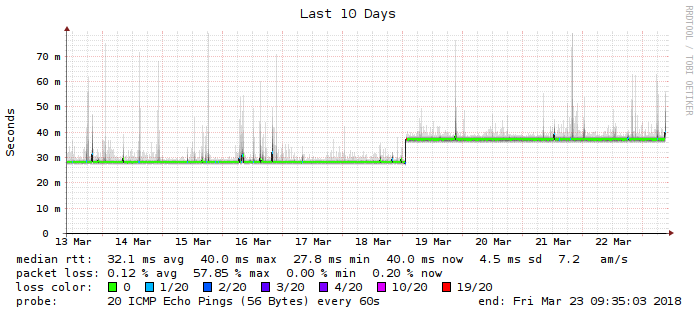 Last 10 Days
RRDTOOL / TOBI OETIKER
Seconds
70 m
60 m
50 m
40 m
30 m
20 m
10 m
0
13 Mar 14 Mar 15 Mar 16 Mar 17 Mar 18 Mar 19 Mar 20 Mar 21 Mar 22 Mar
median rtt: 32.1 ms avg 40.0 ms max 27.8 ms min 40.0 ms now 4.5 ms sd 7.2 am/s
packet loss: 0.12 % avg 57.85 % max 0.00 % min 0.20 % now
loss color: 0 1/20 2/20 3/20 4/20 10/20 19/20
probe: 20 ICMP Echo Pings (56 Bytes) every 60s end: Fri Mar 23 09:35:03 2018